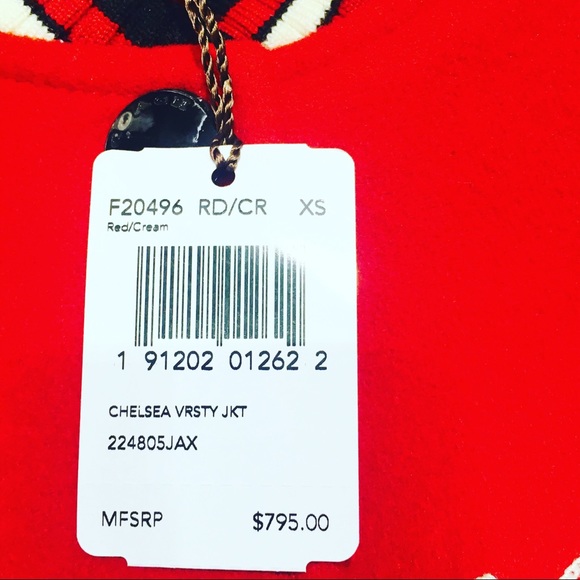 F20496 RD/CR XS
Red/Cream
1 91202 01262 2
CHELSEA VRSTY JKT
224805JAX
MFSRP $795.00